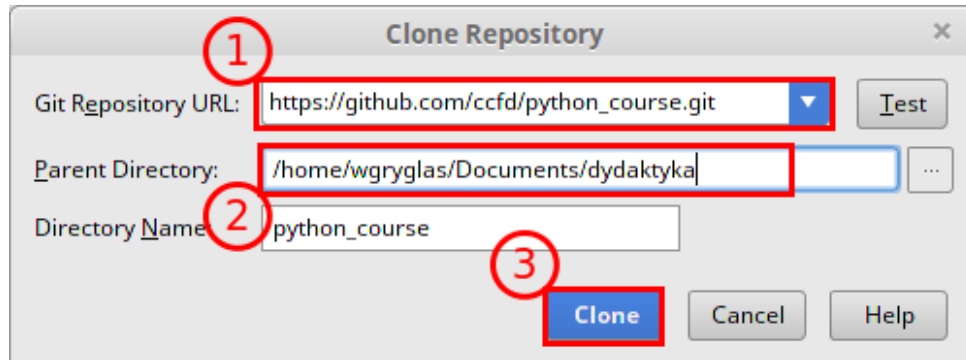 Clone Repository ×
1
Git Repository URL: https://github.com/ccfd/python_course.git Test
Parent Directory: /home/wgryglas/Documents/dydaktyka ...
2
Directory Name python_course
3
Clone Cancel Help